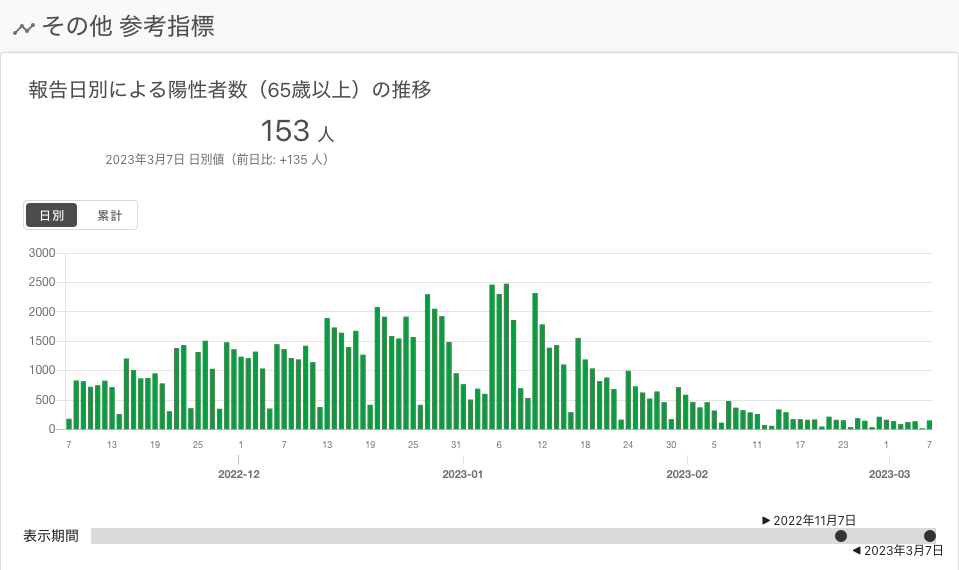 その他 参考指標
報告日別による陽性者数（65歳以上）の推移
153 人
2023年3月7日 日別値（前日比: +135 人）
日別 累計
3000
2500
2000
1500
1000
500
0
7 13 19 25 1 7 13 19 25 31 6 12 18 24 30 5 11 17 23 1 7
2022-12 2023-01 2023-02 2023-03
▶ 2022年11月7日
表示期間
◀ 2023年3月7日